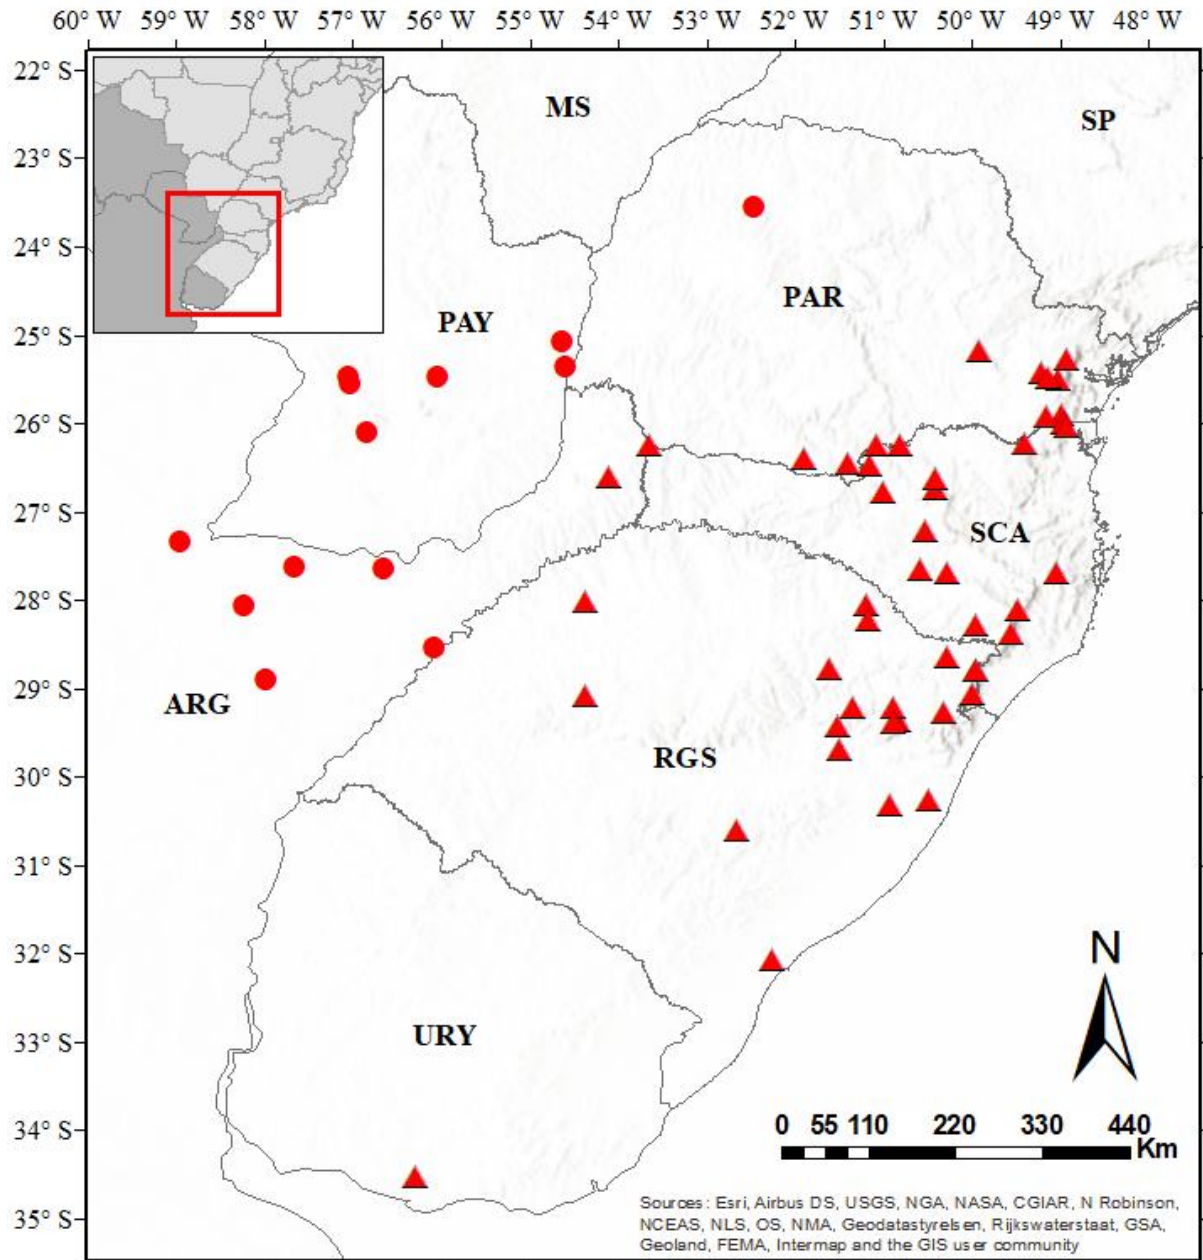 60° W 59° W 58° W 57° W 56° W 55° W 54° W 53° W 52° W 51° W 50° W 49° W 48° W
22° S
MS
SP
23° S
24° S
PAR
PAY
25° S
26° S
27° S
SCA
28° S
29° S
ARG
RGS
30° S
31° S
32° S
N
33° S
URY
34° S
0 55 110 220 330 440
Km
35° S
Sources: Esri, Airbus DS, USGS, NGA, NASA, CGIAR, N Robinson,
NCEAS, NLS, OS, NMA, Geodatastyrelsen, Rijkswaterstaat, GSA,
Geoland, FEMA, Intermap and the GIS user community